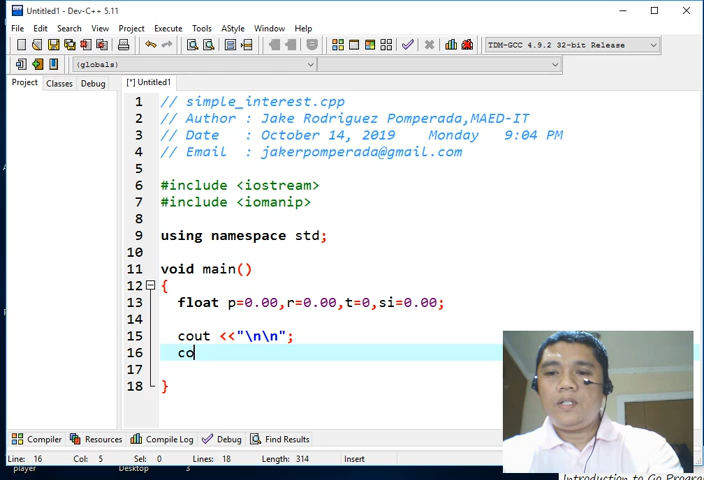 Untitled1 - Dev-C++ 5.11
File Edit Search View Project Execute Tools AStyle Window Help
TDM-GCC 4.9.2 32-bit Release
(globals)
Project Classes Debug
[*] Untitled1
1 // simple_interest.cpp
2 // Author : Jake Rodriguez Pomperada,MAED-IT
3 // Date : October 14, 2019 Monday 9:04 PM
4 // Email : jakerpomperada@gmail.com
5
6 #include <iostream>
7 #include <iomanip>
8
9 using namespace std;
10
11 void main()
12 {
13 float p=0.00,r=0.00,t=0,si=0.00;
14
15 cout <<"\n\n";
16 co
17
18 }
Compiler Resources Compile Log Debug Find Results
Line: 16 Col: 5 Sel: 0 Lines: 18 Length: 314 Insert
player Desktop 3
Introduction to Go Progra